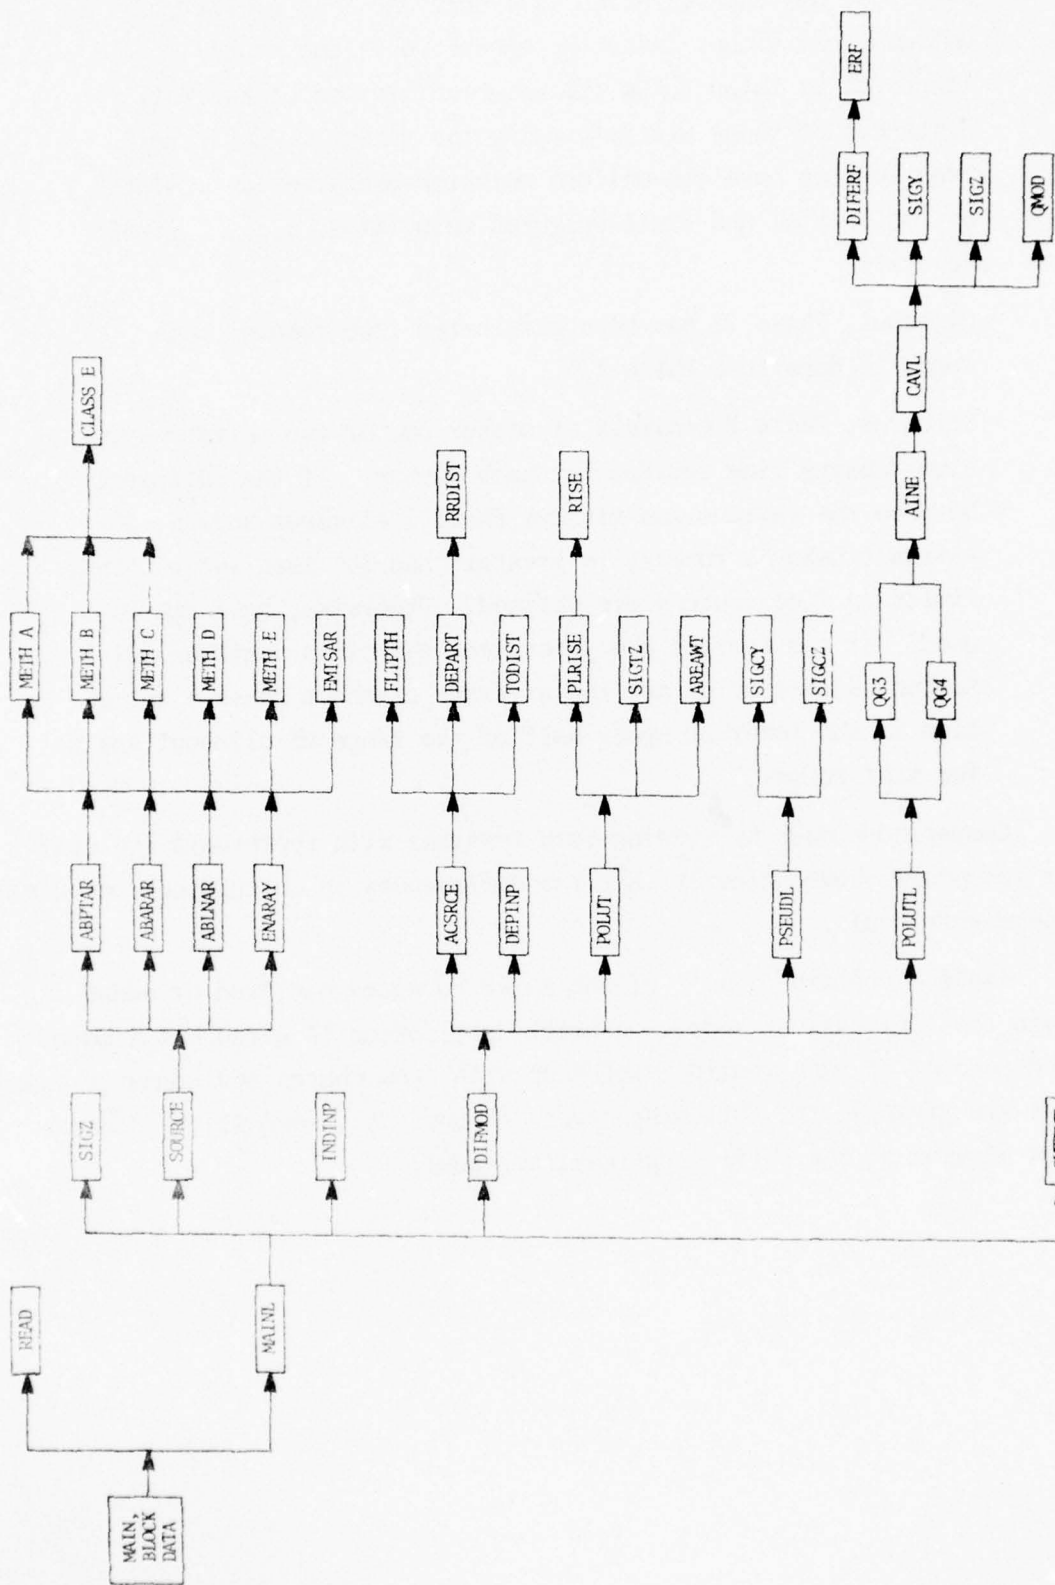 MAIN,
BLOCK
DATA
READ
MAINL
SIGZ
SOURCE
INDINP
DIFMOD
ABPTAR
ABARAR
ABLNAR
ENARAY
ACSRCE
DEPINP
POLUT
PSEUDL
POLUTL
METH A
METH B
METH C
METH D
METH E
EMISAR
FLTPTH
DEPART
TODIST
PLRISE
SIGTZ
AREAWT
SIGCY
SIGCZ
QG3
QG4
CLASS E
RRDIST
RISE
AINE
CAVL
DIFERF
SIGY
SIGZ
QMOD
ERF